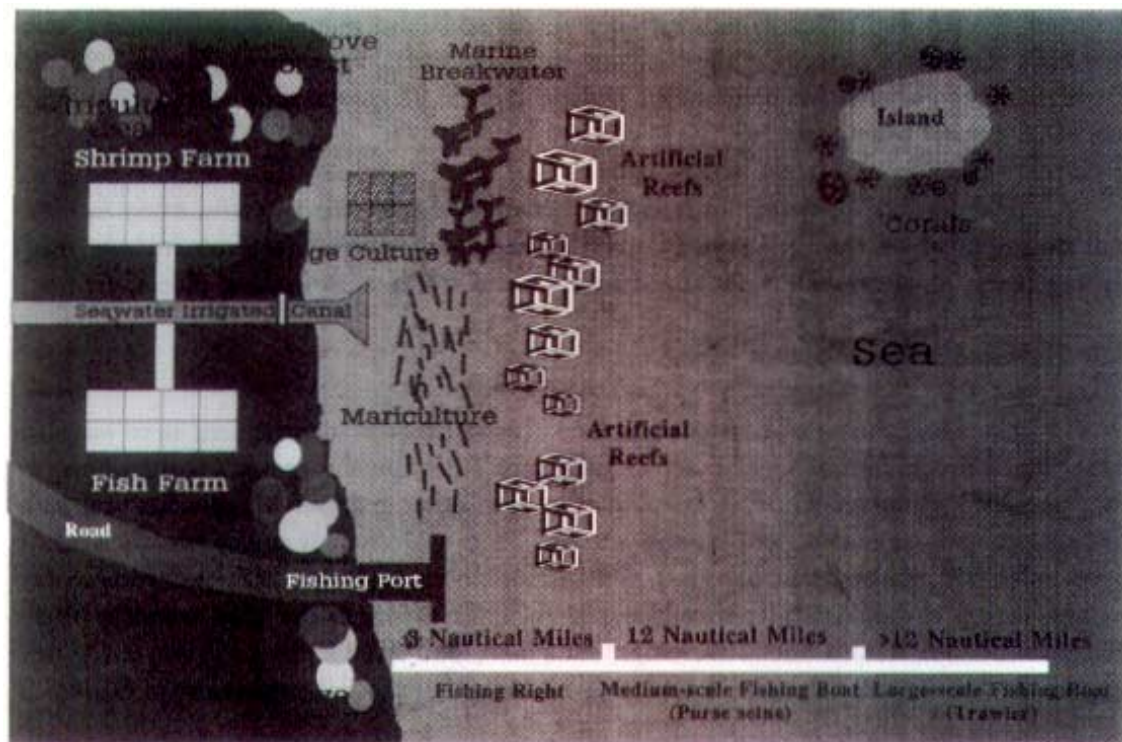 Marine
Breakwater
Shrimp Farm
Island
Artificial
Reefs
Corals
ge Culture
Seawater Irrigated Canal
Sea
Mariculture
Artificial
Reefs
Fish Farm
Road
Fishing Port
3 Nautical Miles
12 Nautical Miles
>12 Nautical Miles
Fishing Right
Medium-scale Fishing Boat
(Purse seine)
Large-scale Fishing Boat
(Trawler)